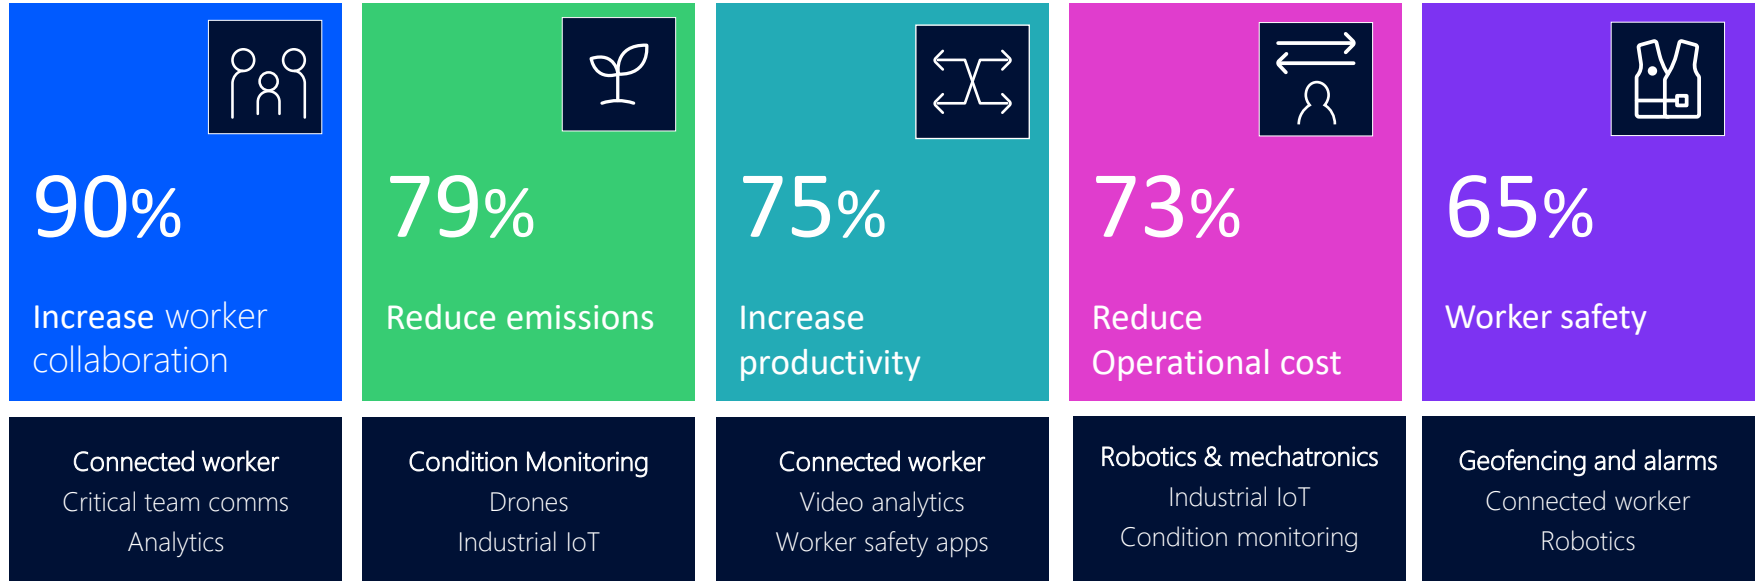 90%
Increase worker
collaboration
79%
Reduce emissions
75%
Increase
productivity
73%
Reduce
Operational cost
65%
Worker safety
Connected worker
Critical team comms
Analytics
Condition Monitoring
Drones
Industrial IoT
Connected worker
Video analytics
Worker safety apps
Robotics & mechatronics
Industrial IoT
Condition monitoring
Geofencing and alarms
Connected worker
Robotics